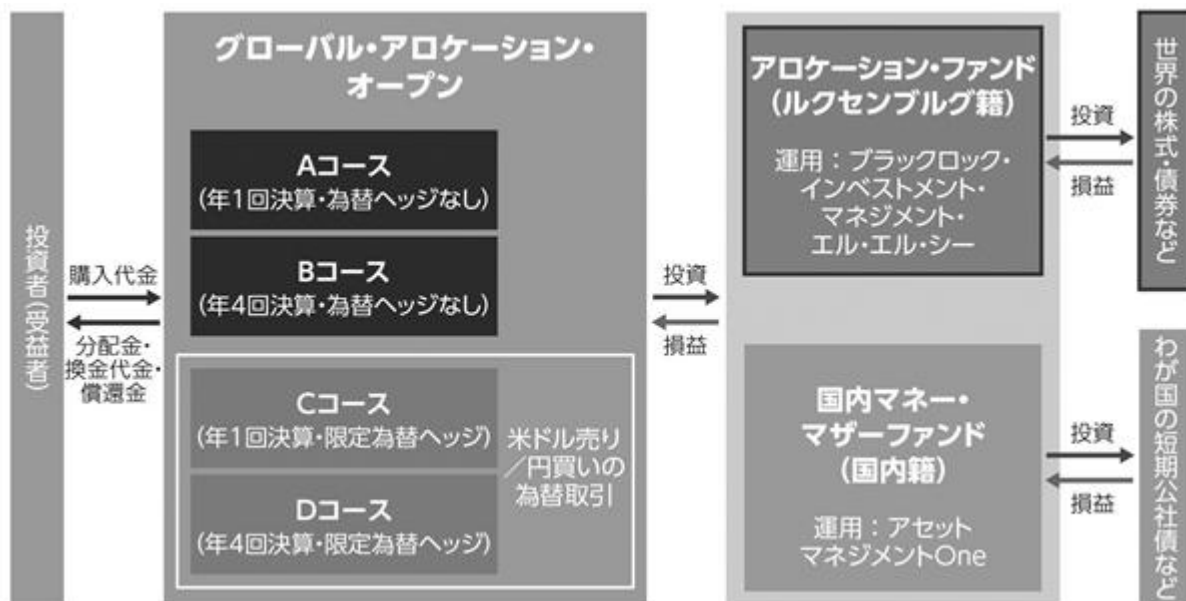 投資者(受益者)
購入代金
分配金・
換金代金・
償還金
グローバル・アロケーション・
オープン
Aコース
(年1回決算・為替ヘッジなし)
Bコース
(年4回決算・為替ヘッジなし)
Cコース
(年1回決算・限定為替ヘッジ)
Dコース
(年4回決算・限定為替ヘッジ)
米ドル売り
/円買いの
為替取引
投資
損益
アロケーション・ファンド
(ルクセンブルグ籍)
運用:ブラックロック・
インベストメント・
マネジメント・
エル・エル・シー
投資
損益
世界の株式・債券など
国内マネー・
マザーファンド
(国内籍)
運用:アセット
マネジメントOne
投資
損益
わが国の短期公社債など